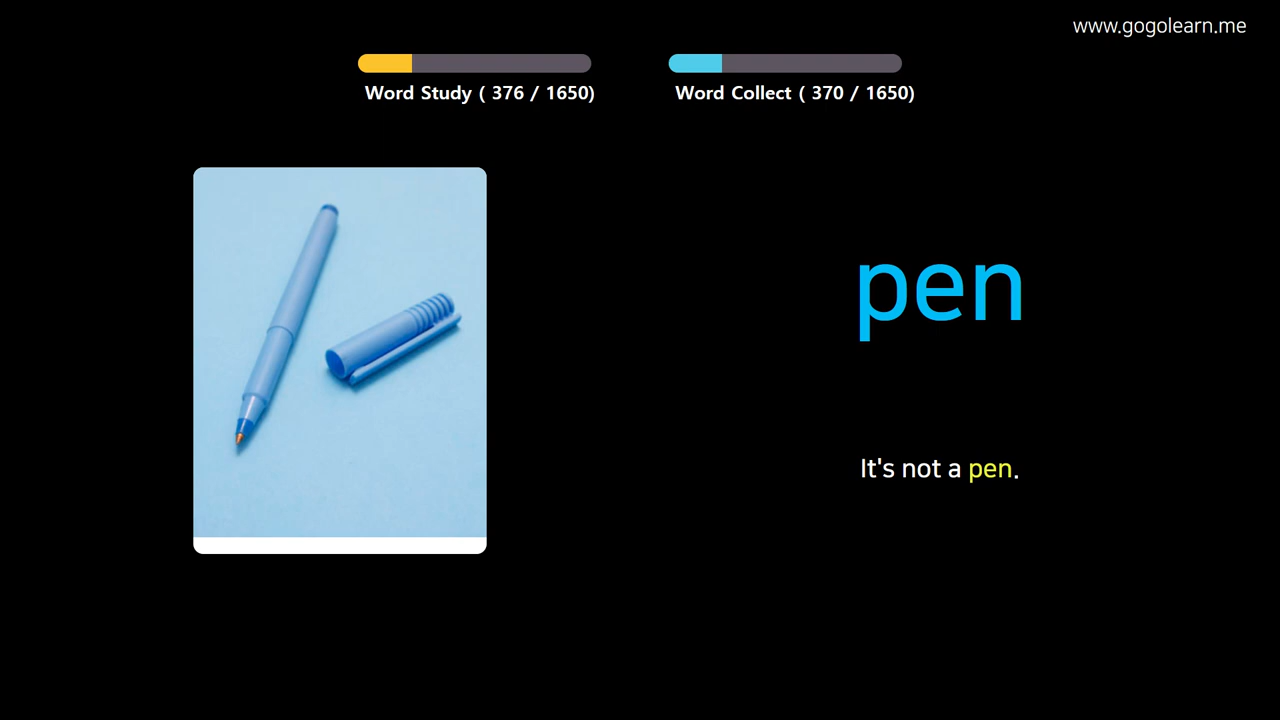 www.gogolearn.me
Word Study ( 376 / 1650)
Word Collect ( 370 / 1650)
pen
It's not a pen.